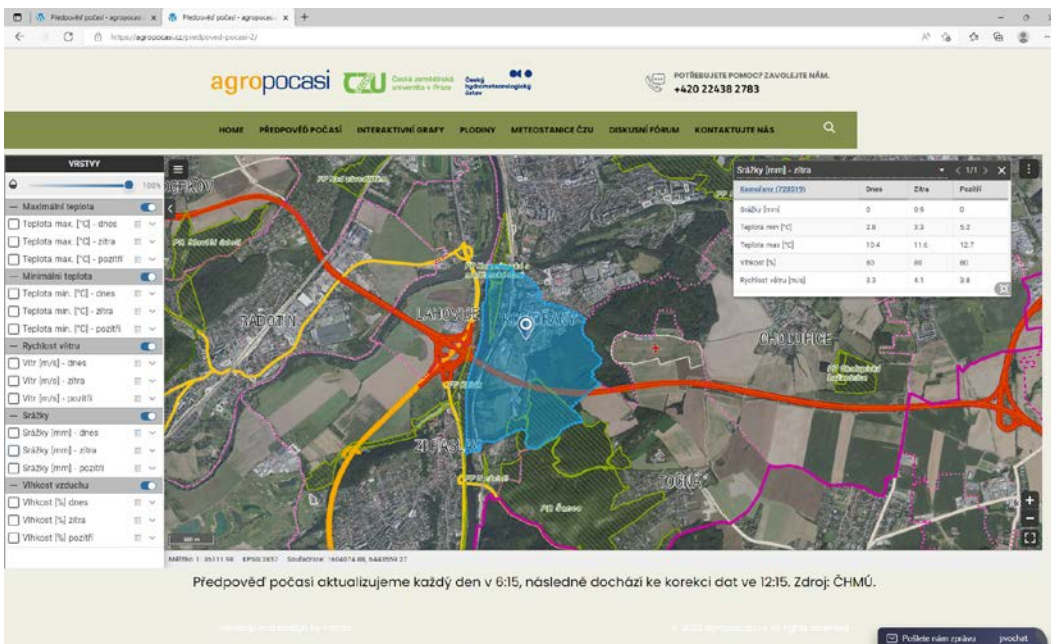 Předpověď počasí - agropocasi...
Předpověď počasí - agropocasi...
https://agropocasi.cz/predpoved-pocasi-2/
agropocasi
CZU
Česká zemědělská
univerzita v Praze
Český
hydrometeorologický
ústav
POTŘEBUJETE POMOC? ZAVOLEJTE NÁM.
+420 22438 2783
HOME PŘEDPOVĚĎ POČASÍ INTERAKTIVNÍ GRAFY PLODINY METEOSTANICE ČZU DISKUSNÍ FÓRUM KONTAKTUJTE NÁS
VRSTVY
100%
Maximální teplota
Teplota max. [°C] - dnes
Teplota max. [°C] - zítra
Teplota max. [°C] - pozítří
Minimální teplota
Teplota min. [°C] - dnes
Teplota min. [°C] - zítra
Teplota min. [°C] - pozítří
Rychlost větru
Vítr [m/s] - dnes
Vítr [m/s] - zítra
Vítr [m/s] - pozítří
Srážky
Srážky [mm] - dnes
Srážky [mm] - zítra
Srážky [mm] - pozítří
Vlhkost vzduchu
Vlhkost [%] dnes
Vlhkost [%] zítra
Vlhkost [%] pozítří
RADOTÍN
LAHOVICE
KOMOŘANY
CHOLUPICE
ZBRASLAV
TOČNÁ
PR Šance
Srážky [mm] - zítra 1/1
Komořany (728519) Dnes Zítra Pozítří
Srážky [mm] 0 0.9 0
Teplota min [°C] 2.6 3.3 5.2
Teplota max [°C] 10.4 11.6 12.7
Vlhkost [%] 80 80 80
Rychlost větru [m/s] 3.3 4.1 3.8
Předpověď počasí aktualizujeme každý den v 6:15, následně dochází ke korekci dat ve 12:15. Zdroj: ČHMÚ.
Pošlete nám zprávu jivochat